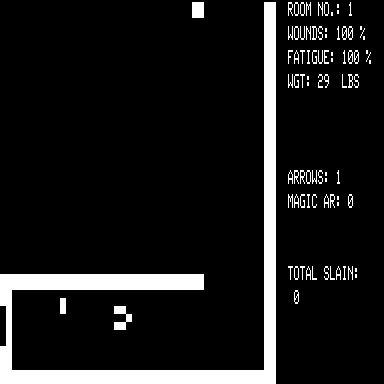 ROOM NO.: 1
WOUNDS: 100 %
FATIGUE: 100 %
WGT: 29 LBS
ARROWS: 1
MAGIC AR: 0
TOTAL SLAIN:
0